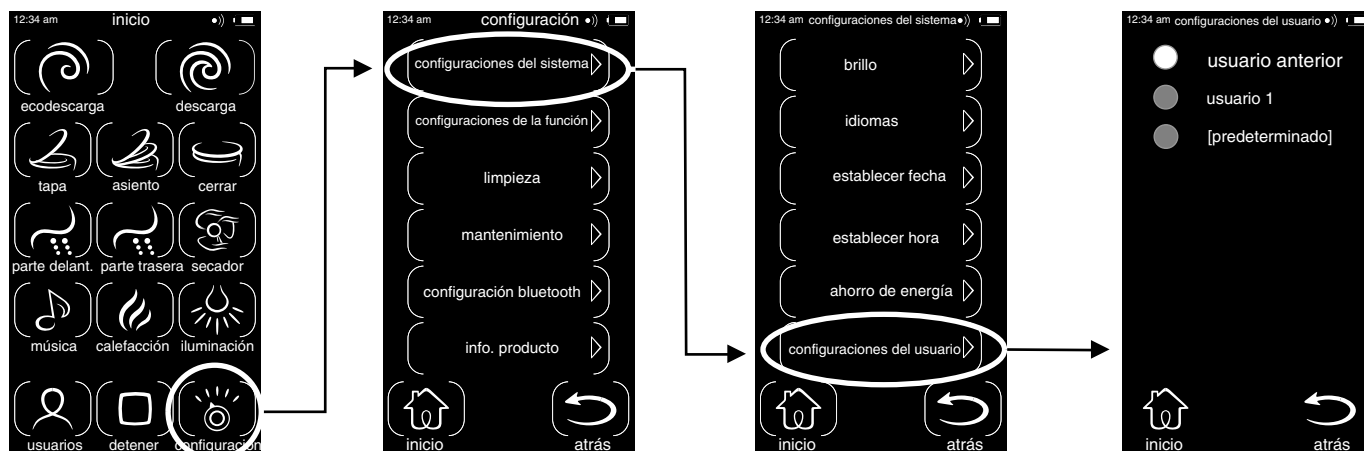 12:34 am inicio
ecodescarga descarga
tapa asiento cerrar
parte delant. parte trasera secador
música calefacción iluminación
usuarios detener configuración
12:34 am configuración
configuraciones del sistema
configuraciones de la función
limpieza
mantenimiento
configuración bluetooth
info. producto
inicio atrás
12:34 am configuraciones del sistema
brillo
idiomas
establecer fecha
establecer hora
ahorro de energía
configuraciones del usuario
inicio atrás
12:34 am configuraciones del usuario
usuario anterior
usuario 1
[predeterminado]
inicio atrás